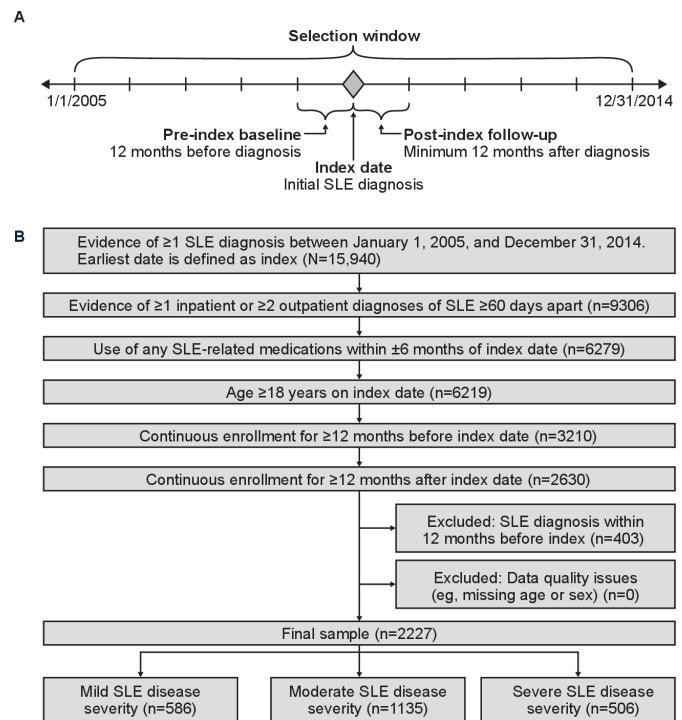 A
Selection window
1/1/2005
12/31/2014
Pre-index baseline
12 months before diagnosis
Post-index follow-up
Minimum 12 months after diagnosis
Index date
Initial SLE diagnosis
B
Evidence of ≥1 SLE diagnosis between January 1, 2005, and December 31, 2014.
Earliest date is defined as index (N=15,940)
Evidence of ≥1 inpatient or ≥2 outpatient diagnoses of SLE ≥60 days apart (n=9306)
Use of any SLE-related medications within ±6 months of index date (n=6279)
Age ≥18 years on index date (n=6219)
Continuous enrollment for ≥12 months before index date (n=3210)
Continuous enrollment for ≥12 months after index date (n=2630)
Excluded: SLE diagnosis within
12 months before index (n=403)
Excluded: Data quality issues
(eg, missing age or sex) (n=0)
Final sample (n=2227)
Mild SLE disease
severity (n=586)
Moderate SLE disease
severity (n=1135)
Severe SLE disease
severity (n=506)